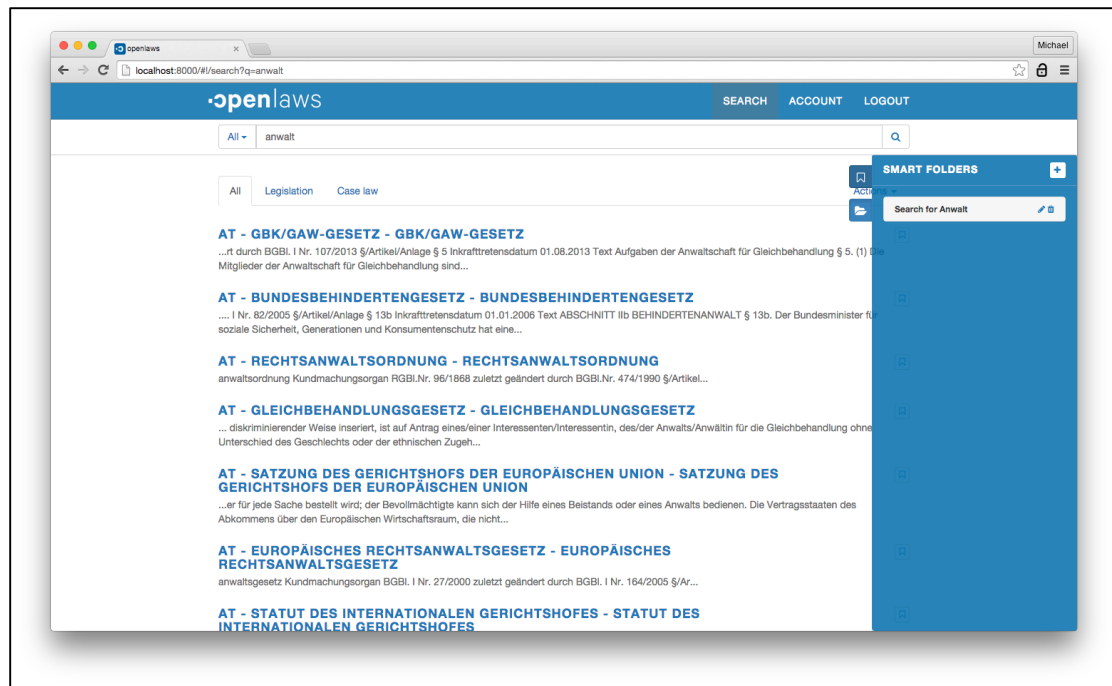 openlaws
Michael
localhost:8000/#!/search?q=anwalt
openlaws
SEARCH ACCOUNT LOGOUT
All anwalt
SMART FOLDERS
All Legislation Case law Actions
Search for Anwalt
AT - GBK/GAW-GESETZ - GBK/GAW-GESETZ
...rt durch BGBl. I Nr. 107/2013 §/Artikel/Anlage § 5 Inkrafttretensdatum 01.08.2013 Text Aufgaben der Anwaltschaft für Gleichbehandlung § 5. (1) Die
Mitglieder der Anwaltschaft für Gleichbehandlung sind...
AT - BUNDESBEHINDERTENGESETZ - BUNDESBEHINDERTENGESETZ
.... I Nr. 82/2005 §/Artikel/Anlage § 13b Inkrafttretensdatum 01.01.2006 Text ABSCHNITT IIb BEHINDERTENANWALT § 13b. Der Bundesminister für
soziale Sicherheit, Generationen und Konsumentenschutz hat eine...
AT - RECHTSANWALTSORDNUNG - RECHTSANWALTSORDNUNG
anwaltsordnung Kundmachungsorgan RGBl.Nr. 96/1868 zuletzt geändert durch BGBl.Nr. 474/1990 §/Artikel...
AT - GLEICHBEHANDLUNGSGESETZ - GLEICHBEHANDLUNGSGESETZ
... diskriminierender Weise inseriert, ist auf Antrag eines/einer Interessenten/Interessentin, des/der Anwalts/Anwältin für die Gleichbehandlung ohne
Unterschied des Geschlechts oder der ethnischen Zugeh...
AT - SATZUNG DES GERICHTSHOFS DER EUROPÄISCHEN UNION - SATZUNG DES
GERICHTSHOFS DER EUROPÄISCHEN UNION
...er für jede Sache bestellt wird; der Bevollmächtigte kann sich der Hilfe eines Beistands oder eines Anwalts bedienen. Die Vertragsstaaten des
Abkommens über den Europäischen Wirtschaftsraum, die nicht...
AT - EUROPÄISCHES RECHTSANWALTSGESETZ - EUROPÄISCHES
RECHTSANWALTSGESETZ
anwaltsgesetz Kundmachungsorgan BGBl. I Nr. 27/2000 zuletzt geändert durch BGBl. I Nr. 164/2005 §/Ar...
AT - STATUT DES INTERNATIONALEN GERICHTSHOFES - STATUT DES
INTERNATIONALEN GERICHTSHOFES